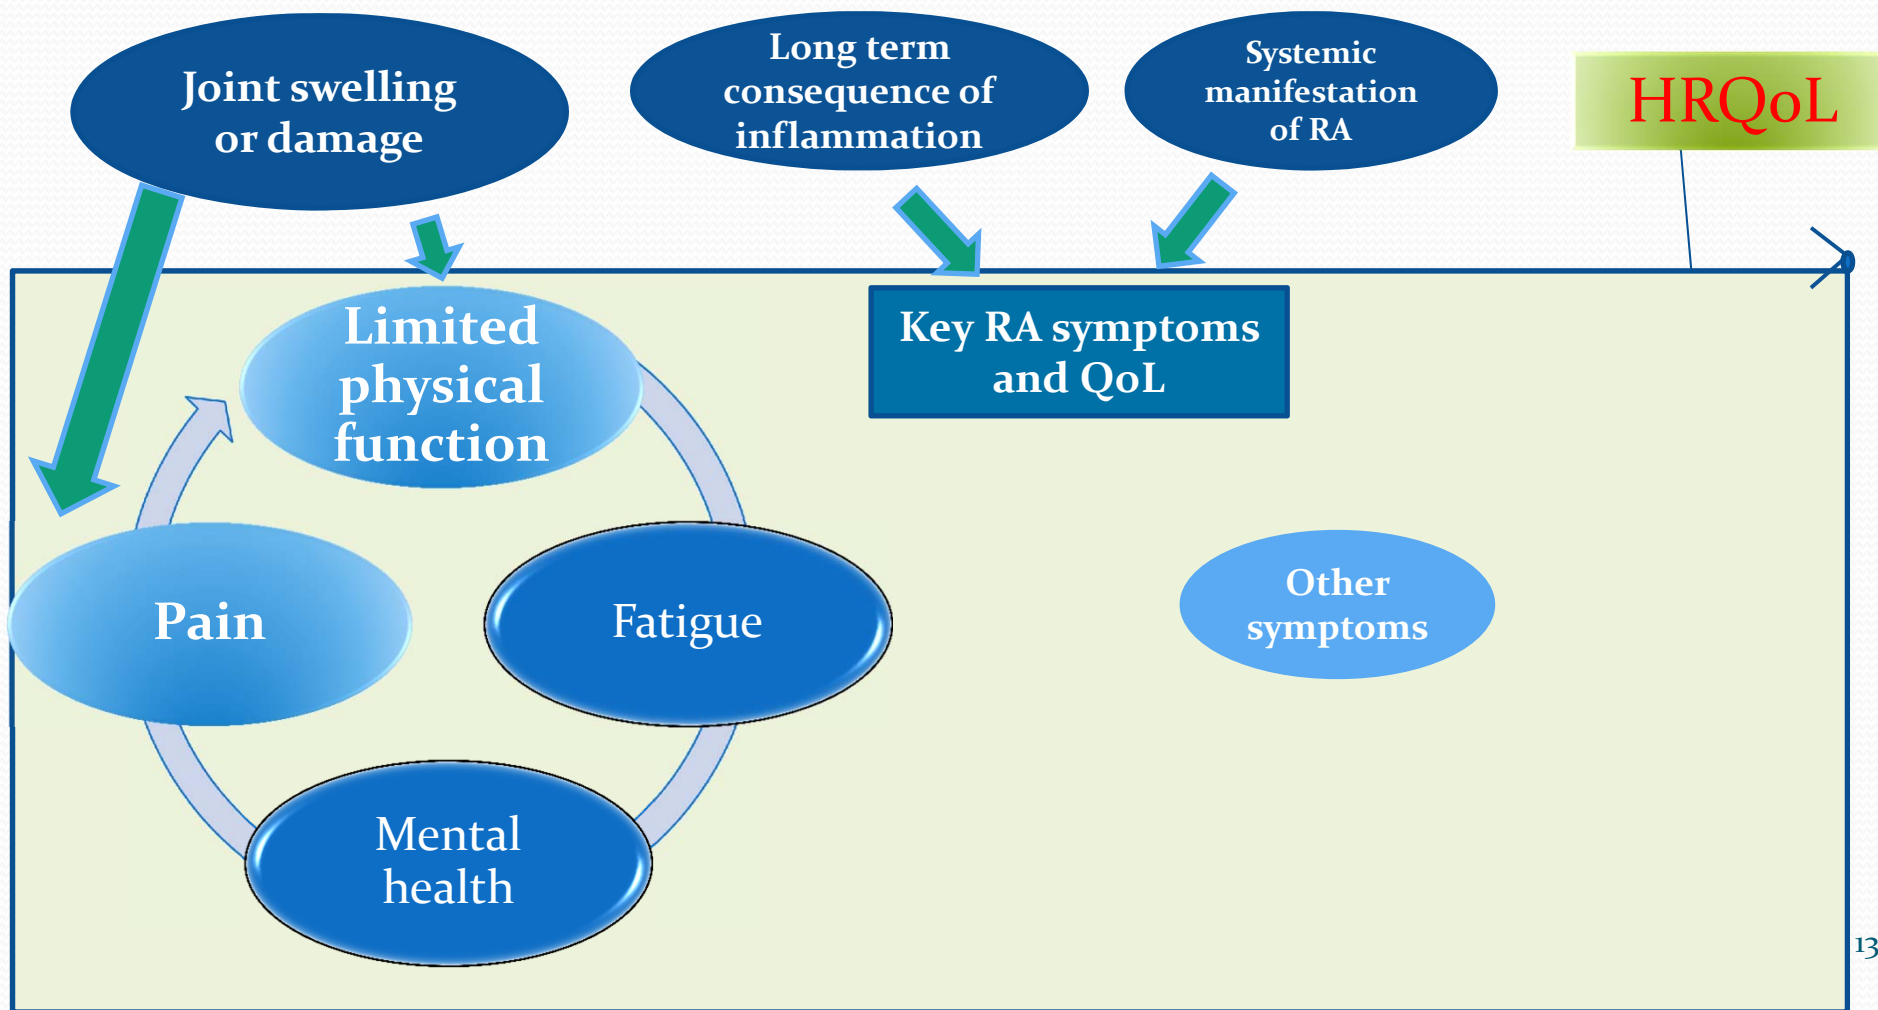 Joint swelling
or damage
Long term
consequence of
inflammation
Systemic
manifestation
of RA
HRQoL
Limited
physical
function
Key RA symptoms
and QoL
Pain
Fatigue
Other
symptoms
Mental
health
13